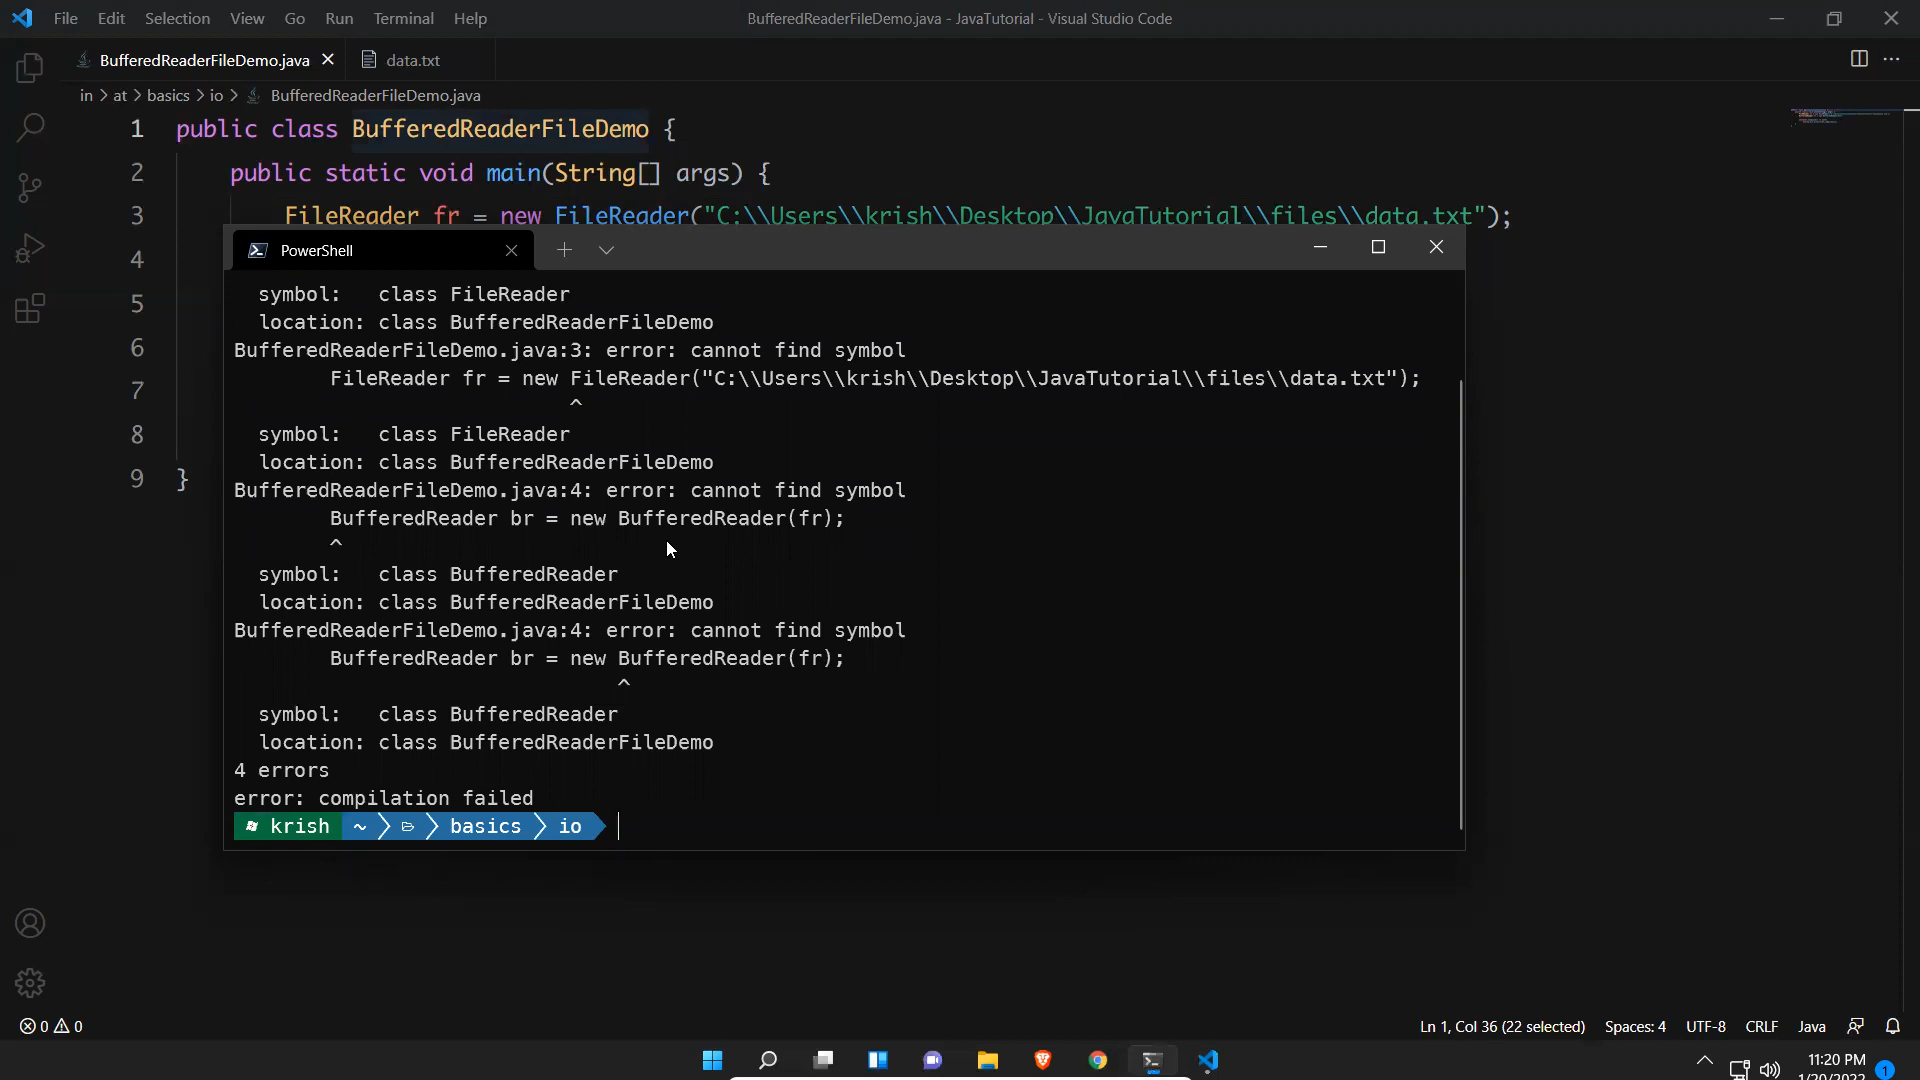 File Edit Selection View Go Run Terminal Help BufferedReaderFileDemo.java - JavaTutorial - Visual Studio Code
BufferedReaderFileDemo.java data.txt
in > at > basics > io > BufferedReaderFileDemo.java
1 public class BufferedReaderFileDemo {
2 public static void main(String[] args) {
3 FileReader fr = new FileReader("C:\\Users\\krish\\Desktop\\JavaTutorial\\files\\data.txt");
4
5
6
7
8
9 }
PowerShell
symbol: class FileReader
location: class BufferedReaderFileDemo
BufferedReaderFileDemo.java:3: error: cannot find symbol
FileReader fr = new FileReader("C:\\Users\\krish\\Desktop\\JavaTutorial\\files\\data.txt");
^
symbol: class FileReader
location: class BufferedReaderFileDemo
BufferedReaderFileDemo.java:4: error: cannot find symbol
BufferedReader br = new BufferedReader(fr);
^
symbol: class BufferedReader
location: class BufferedReaderFileDemo
BufferedReaderFileDemo.java:4: error: cannot find symbol
BufferedReader br = new BufferedReader(fr);
^
symbol: class BufferedReader
location: class BufferedReaderFileDemo
4 errors
error: compilation failed
krish ~ basics io
0 0 Ln 1, Col 36 (22 selected) Spaces: 4 UTF-8 CRLF Java
11:20 PM
1/20/2022
1